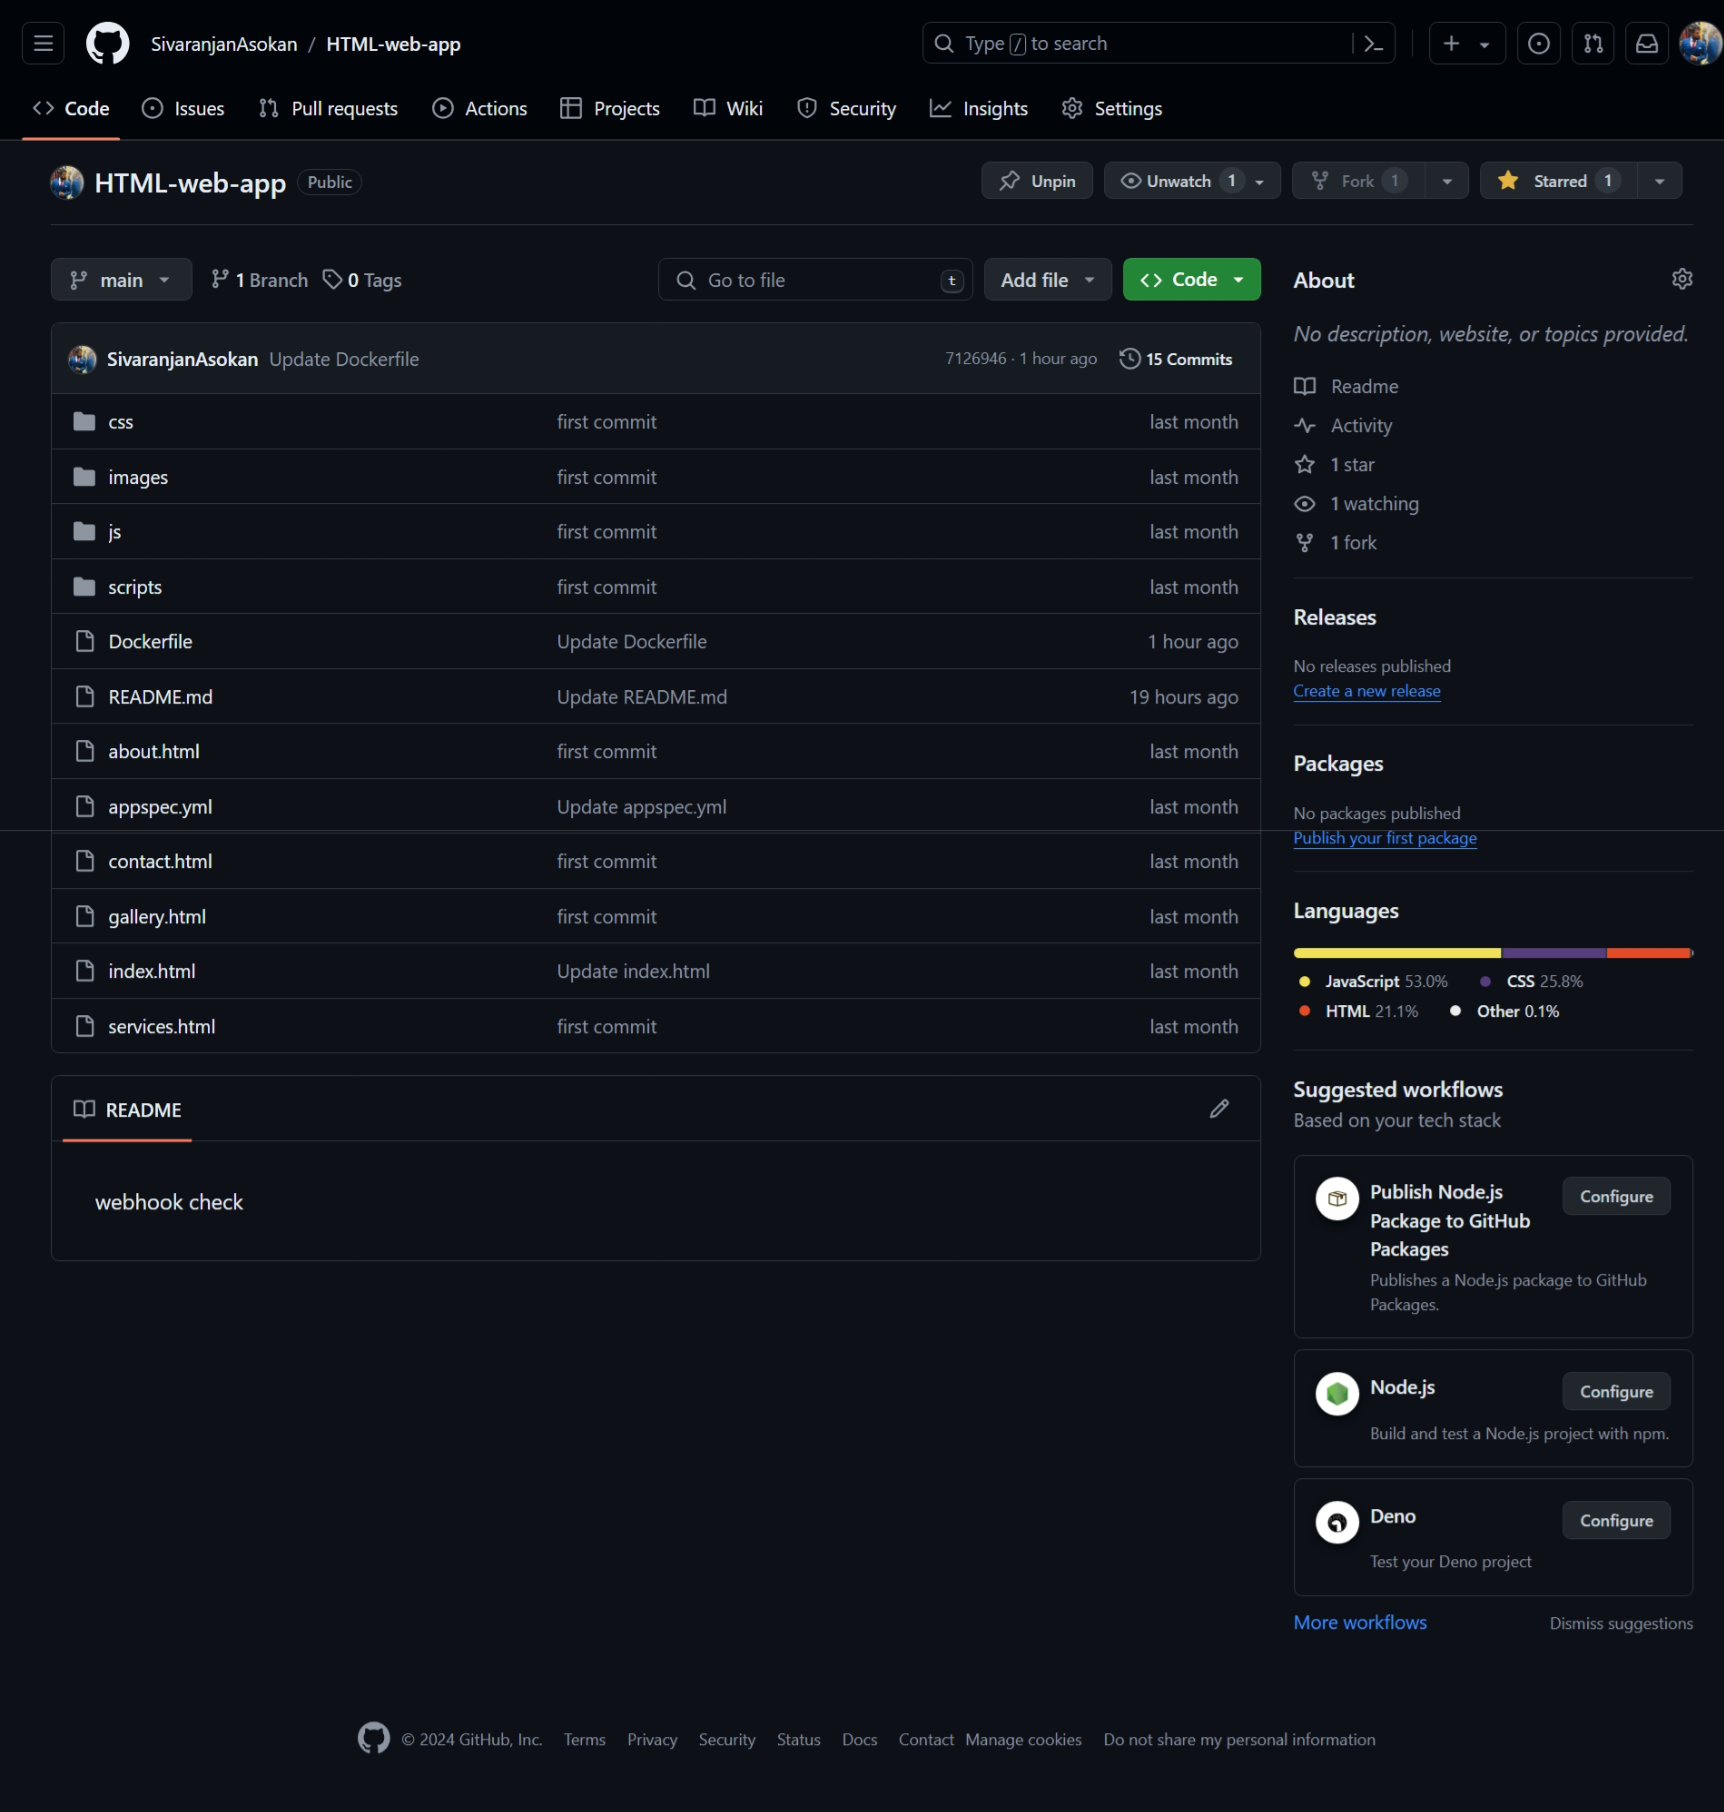 SivaranjanAsokan / HTML-web-app
Type / to search
Code Issues Pull requests Actions Projects Wiki Security Insights Settings
HTML-web-app Public
Unpin Unwatch 1 Fork 1 Starred 1
main 1 Branch 0 Tags
Go to file t Add file Code
SivaranjanAsokan Update Dockerfile 7126946 · 1 hour ago 15 Commits
css first commit last month
images first commit last month
js first commit last month
scripts first commit last month
Dockerfile Update Dockerfile 1 hour ago
README.md Update README.md 19 hours ago
about.html first commit last month
appspec.yml Update appspec.yml last month
contact.html first commit last month
gallery.html first commit last month
index.html Update index.html last month
services.html first commit last month
README
webhook check
About
No description, website, or topics provided.
Readme
Activity
1 star
1 watching
1 fork
Releases
No releases published
Create a new release
Packages
No packages published
Publish your first package
Languages
JavaScript 53.0% CSS 25.8%
HTML 21.1% Other 0.1%
Suggested workflows
Based on your tech stack
Publish Node.js
Package to GitHub
Packages
Configure
Publishes a Node.js package to GitHub
Packages.
Node.js Configure
Build and test a Node.js project with npm.
Deno Configure
Test your Deno project
More workflows Dismiss suggestions
© 2024 GitHub, Inc. Terms Privacy Security Status Docs Contact Manage cookies Do not share my personal information